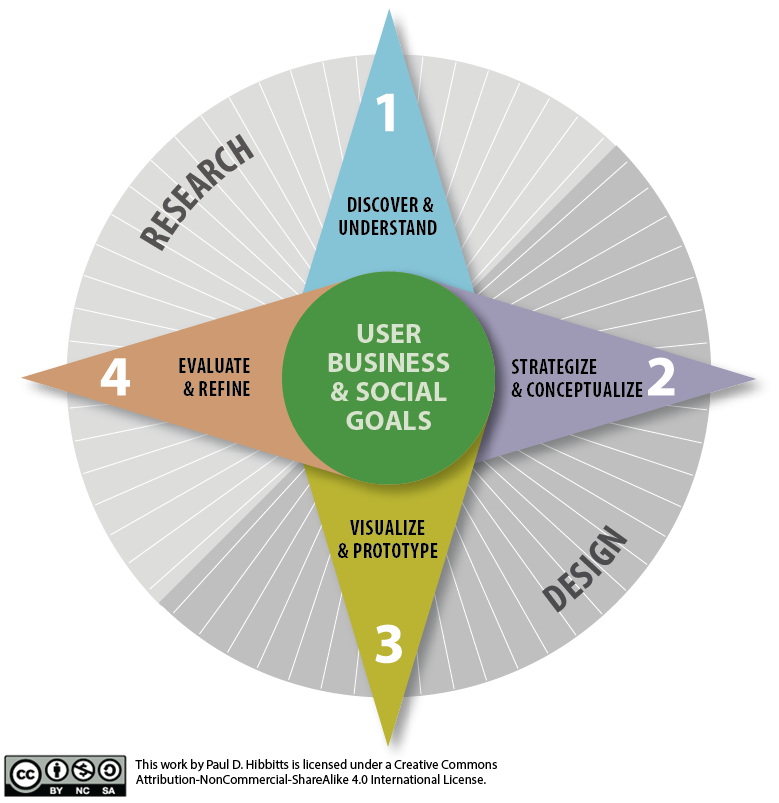 1
DISCOVER &
UNDERSTAND
RESEARCH
4
EVALUATE
& REFINE
USER
BUSINESS
& SOCIAL
GOALS
STRATEGIZE
& CONCEPTUALIZE
2
VISUALIZE
& PROTOTYPE
3
DESIGN
cc
BY NC SA
This work by Paul D. Hibbitts is licensed under a Creative Commons
Attribution-NonCommercial-ShareAlike 4.0 International License.